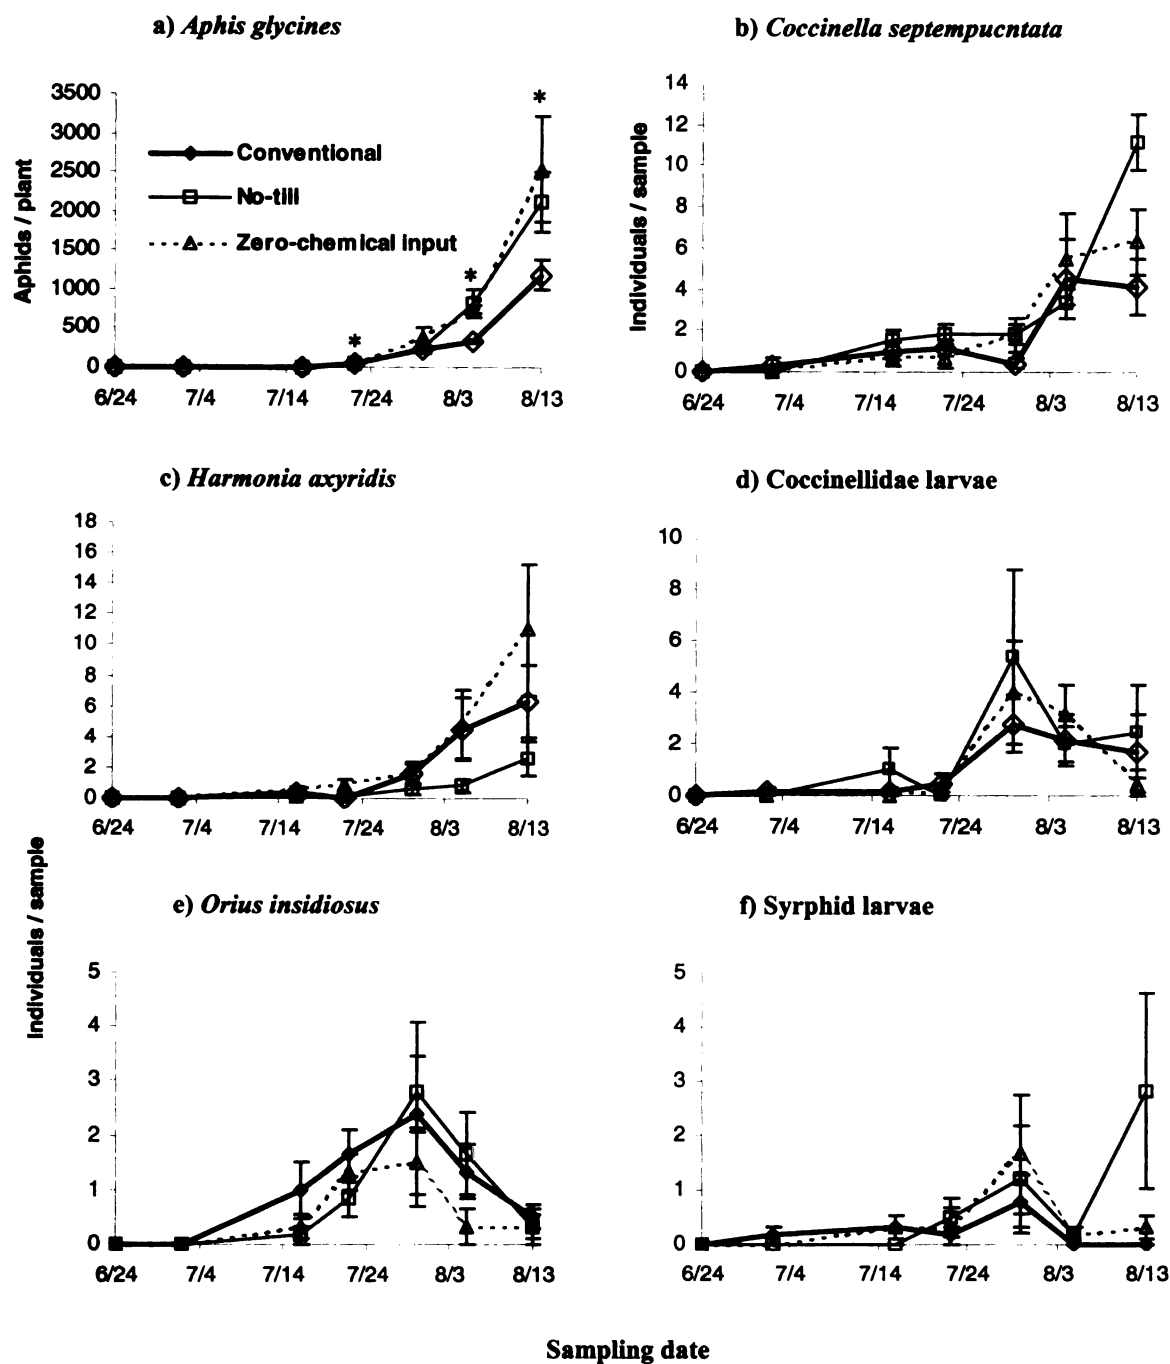 a) Aphis glycines
3500
3000
2500
2000
1500
1000
500
0
Aphids / plant
Conventional
No-till
Zero-chemical input
*
*
*
6/24 7/4 7/14 7/24 8/3 8/13
b) Coccinella septempucntata
14
12
10
8
6
4
2
0
Individuals / sample
6/24 7/4 7/14 7/24 8/3 8/13
c) Harmonia axyridis
18
16
14
12
10
8
6
4
2
0
6/24 7/4 7/14 7/24 8/3 8/13
d) Coccinellidae larvae
10
8
6
4
2
0
6/24 7/4 7/14 7/24 8/3 8/13
Individuals / sample
e) Orius insidiosus
5
4
3
2
1
0
6/24 7/4 7/14 7/24 8/3 8/13
f) Syrphid larvae
5
4
3
2
1
0
6/24 7/4 7/14 7/24 8/3 8/13
Sampling date